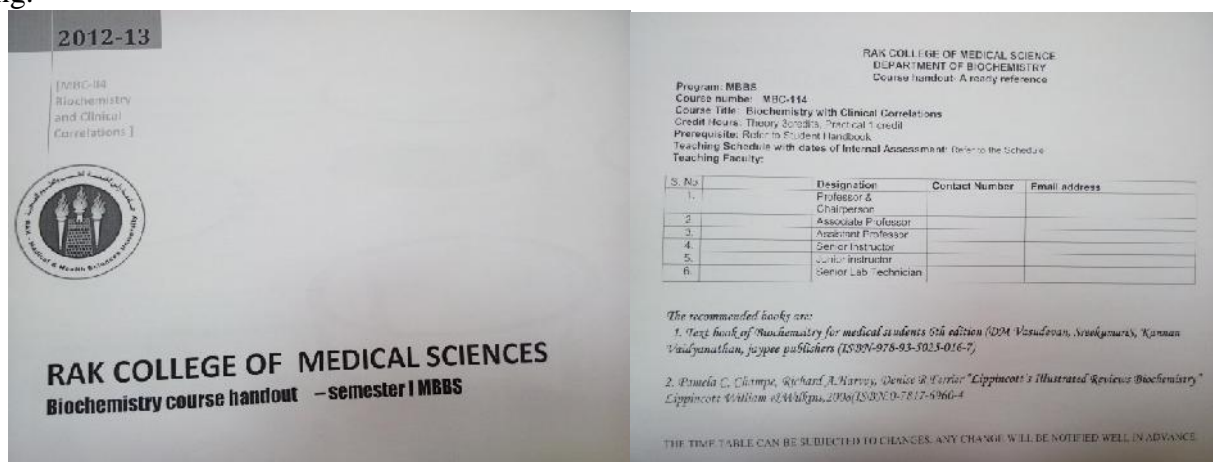 ng.
2012-13
[MBC-114
Biochemistry
and Clinical
Correlations ]
RAK - Medical & Health Sciences University
RAK COLLEGE OF MEDICAL SCIENCES
Biochemistry course handout – semester I MBBS
RAK COLLEGE OF MEDICAL SCIENCE
DEPARTMENT OF BIOCHEMISTRY
Course handout- A ready reference
Program: MBBS
Course numbe: MBC-114
Course Title: Biochemistry with Clinical Correlations
Credit Hours: Theory 3credits, Practical 1 credit
Prerequisite: Refer to Student Handbook
Teaching Schedule with dates of Internal Assessment: Refer to the Schedule
Teaching Faculty:
S. No Designation Contact Number Email address
1. Professor &
Chairperson
2. Associate Professor
3. Assistant Professor
4. Senior Instructor
5. Junior instructor
6. Senior Lab Technician
The recommended books are:
1. Text book of Biochemistry for medical students 6th edition (DM Vasudevan, SreekumariS, Kannan
Vaidyanathan, jaypee publishers (ISBN-978-93-5025-016-7)
2. Pamela C. Champe, Richard A.Harvey, Denise R.Ferrier "Lippincott's Illustrated Reviews Biochemistry"
Lippincott William &Wilkins,2008(ISBN:0-7817-6960-4
THE TIME TABLE CAN BE SUBJECTED TO CHANGES. ANY CHANGE WILL BE NOTIFIED WELL IN ADVANCE